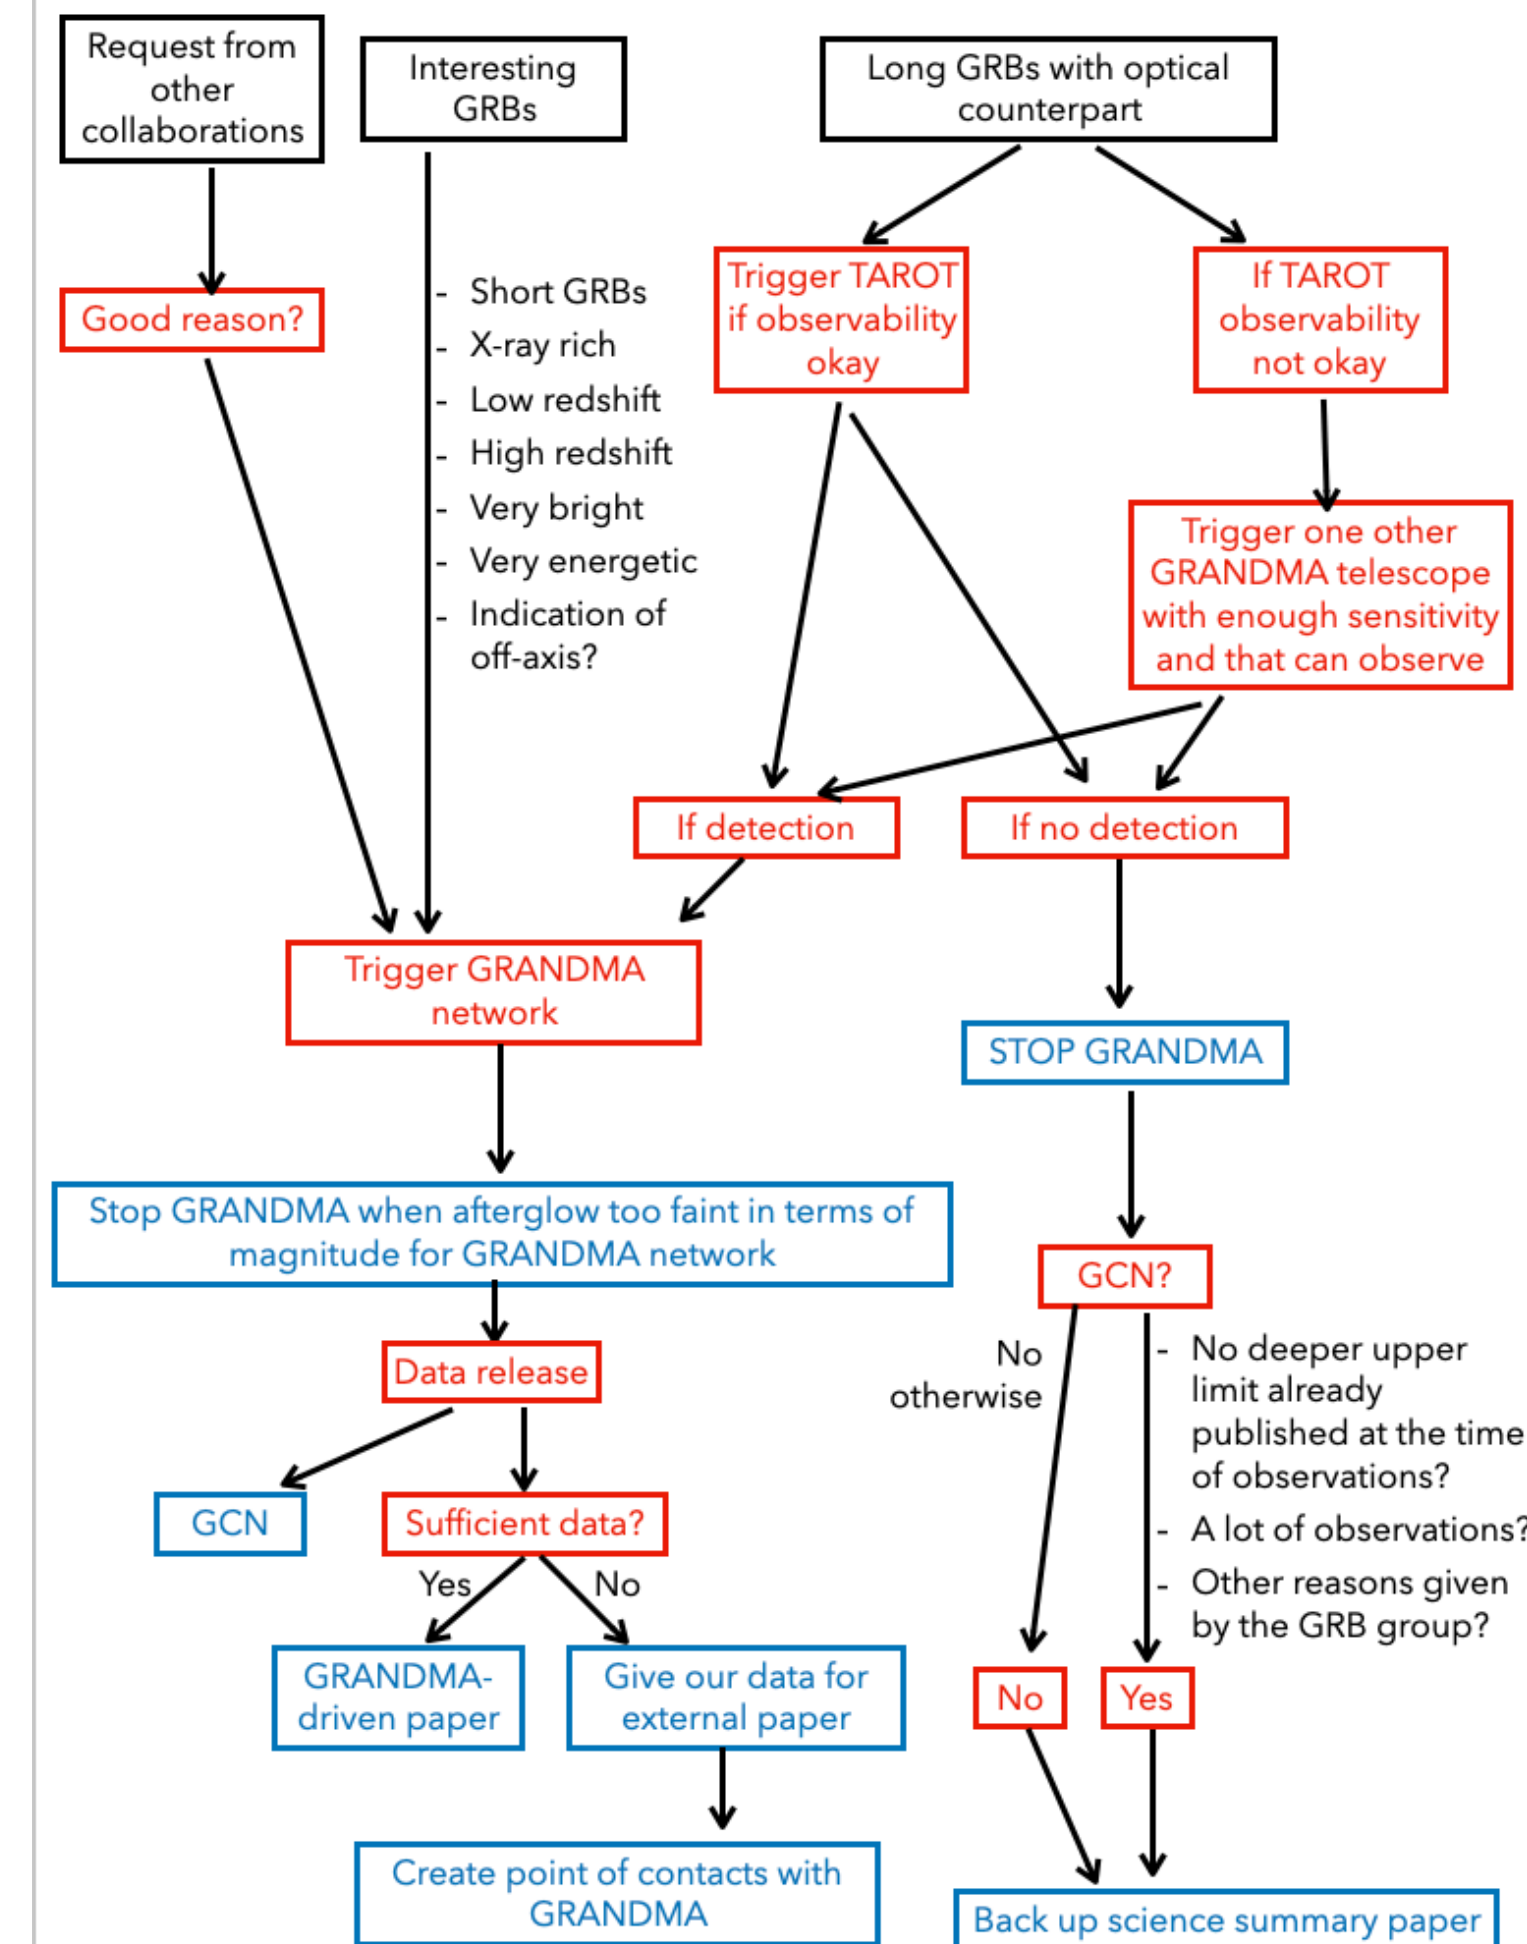 Request from
other
collaborations
Interesting
GRBs
Long GRBs with optical
counterpart
Good reason?
- Short GRBs
- X-ray rich
- Low redshift
- High redshift
- Very bright
- Very energetic
- Indication of
off-axis?
Trigger TAROT
if observability
okay
If TAROT
observability
not okay
Trigger one other
GRANDMA telescope
with enough sensitivity
and that can observe
If detection
If no detection
Trigger GRANDMA
network
STOP GRANDMA
Stop GRANDMA when afterglow too faint in terms of
magnitude for GRANDMA network
GCN?
Data release
No
otherwise
- No deeper upper
limit already
published at the time
of observations?
- A lot of observations?
- Other reasons given
by the GRB group?
GCN
Sufficient data?
Yes
No
GRANDMA-
driven paper
Give our data for
external paper
No
Yes
Create point of contacts with
GRANDMA
Back up science summary paper